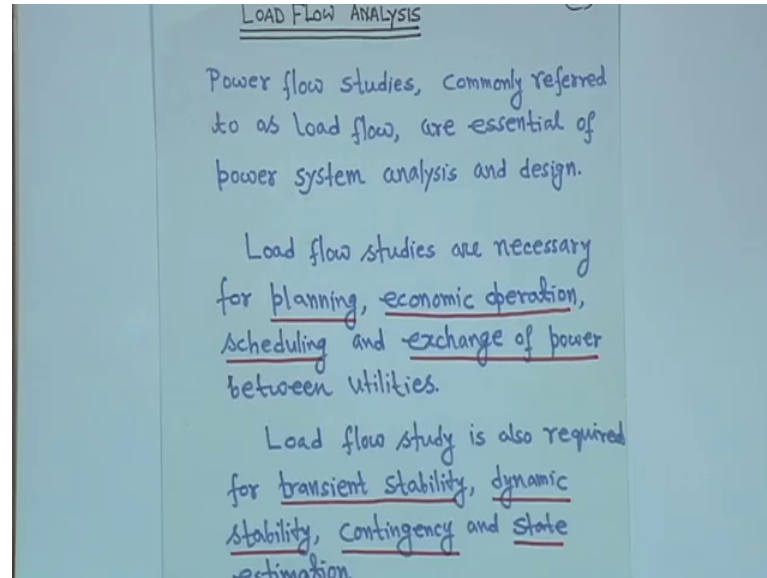 LOAD FLOW ANALYSIS
Power flow studies, commonly referred
to as load flow, are essential of
power system analysis and design.
Load flow studies are necessary
for planning, economic operation,
scheduling and exchange of power
between utilities.
Load flow study is also required
for transient stability, dynamic
stability, contingency and state
estimation